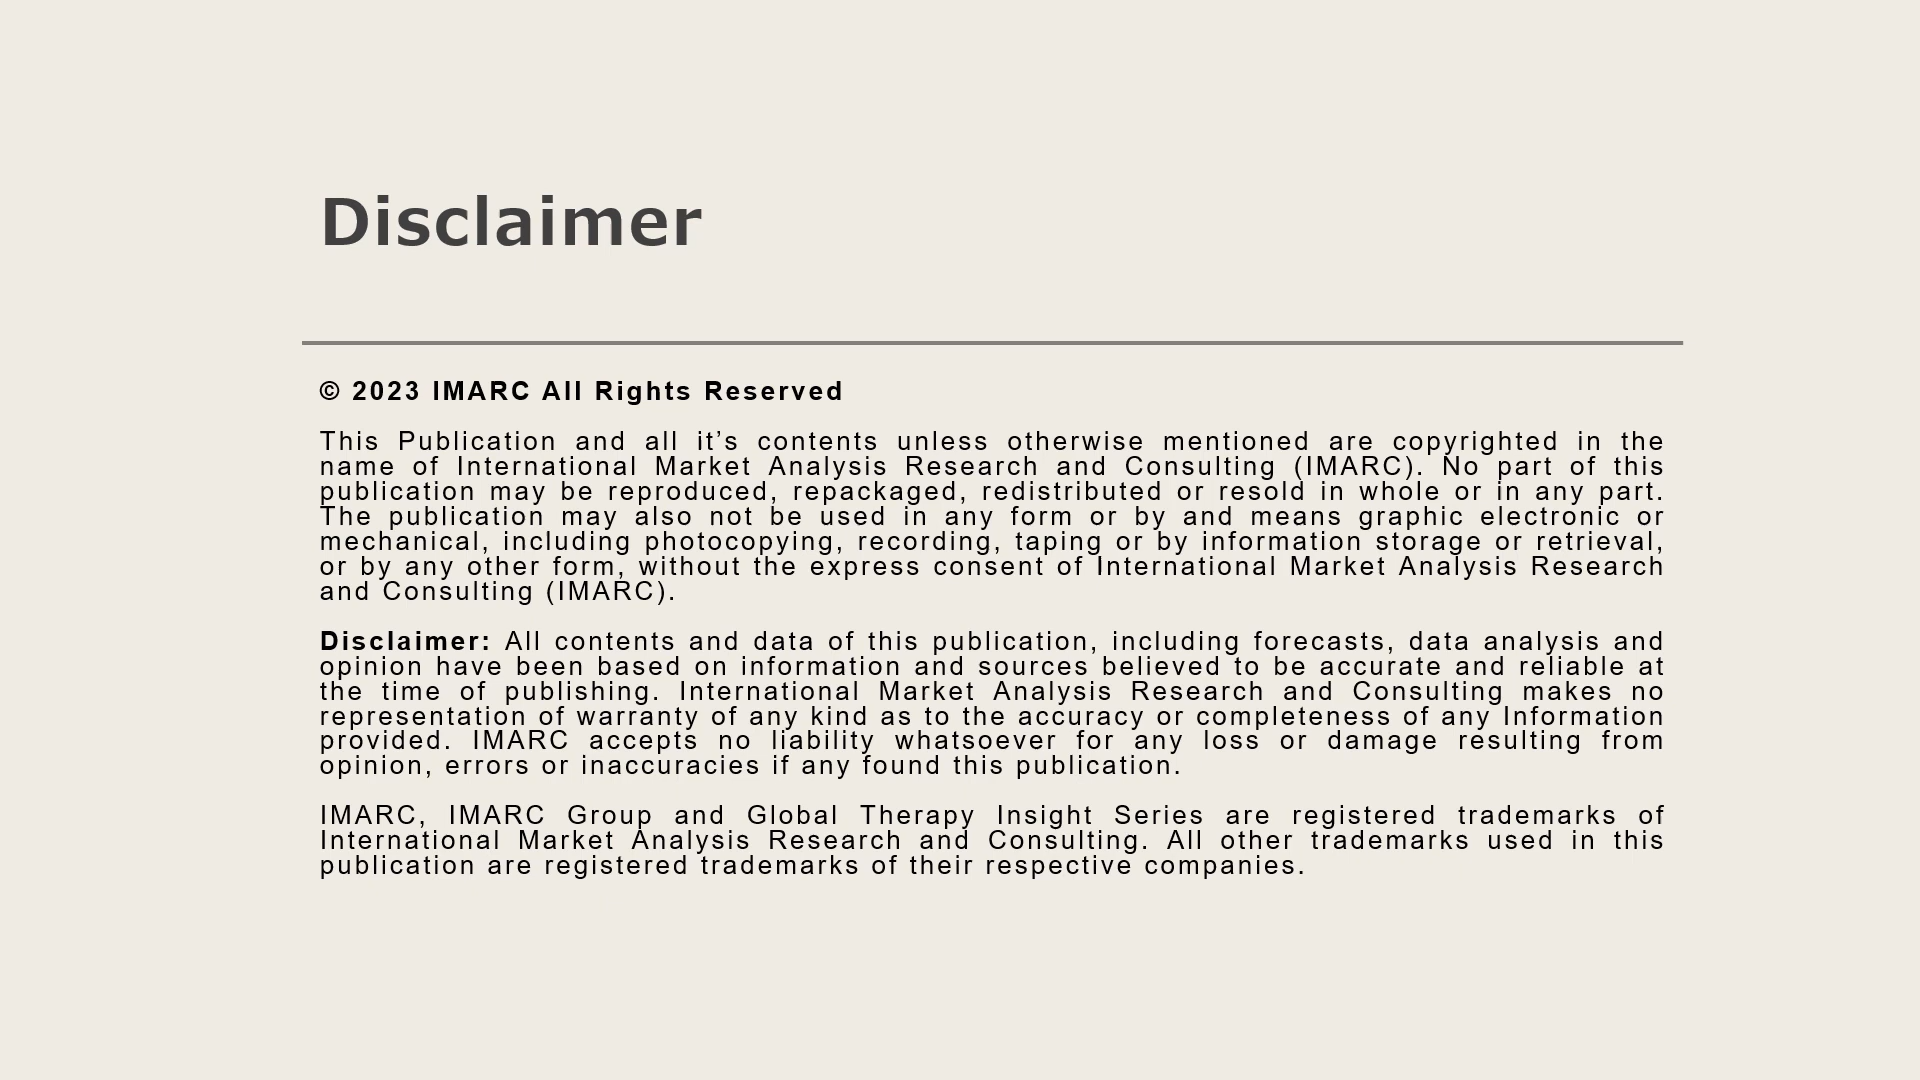 Disclaimer
© 2023 IMARC All Rights Reserved
This Publication and all it’s contents unless otherwise mentioned are copyrighted in the
name of International Market Analysis Research and Consulting (IMARC). No part of this
publication may be reproduced, repackaged, redistributed or resold in whole or in any part.
The publication may also not be used in any form or by and means graphic electronic or
mechanical, including photocopying, recording, taping or by information storage or retrieval,
or by any other form, without the express consent of International Market Analysis Research
and Consulting (IMARC).
Disclaimer: All contents and data of this publication, including forecasts, data analysis and
opinion have been based on information and sources believed to be accurate and reliable at
the time of publishing. International Market Analysis Research and Consulting makes no
representation of warranty of any kind as to the accuracy or completeness of any Information
provided. IMARC accepts no liability whatsoever for any loss or damage resulting from
opinion, errors or inaccuracies if any found this publication.
IMARC, IMARC Group and Global Therapy Insight Series are registered trademarks of
International Market Analysis Research and Consulting. All other trademarks used in this
publication are registered trademarks of their respective companies.